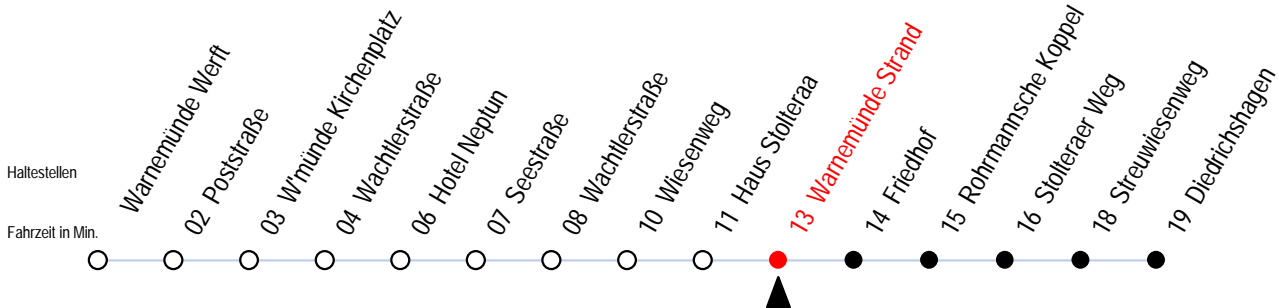 Haltestellen
Fahrzeit in Min.
Warnemünde Werft
02 Poststraße
03 W'münde Kirchenplatz
04 Wachtlerstraße
06 Hotel Neptun
07 Seestraße
08 Wachtlerstraße
10 Wiesenweg
11 Haus Stolteraa
13 Warnemünde Strand
14 Friedhof
15 Rohrmannsche Koppel
16 Stolteraer Weg
18 Streuwiesenweg
19 Diedrichshagen